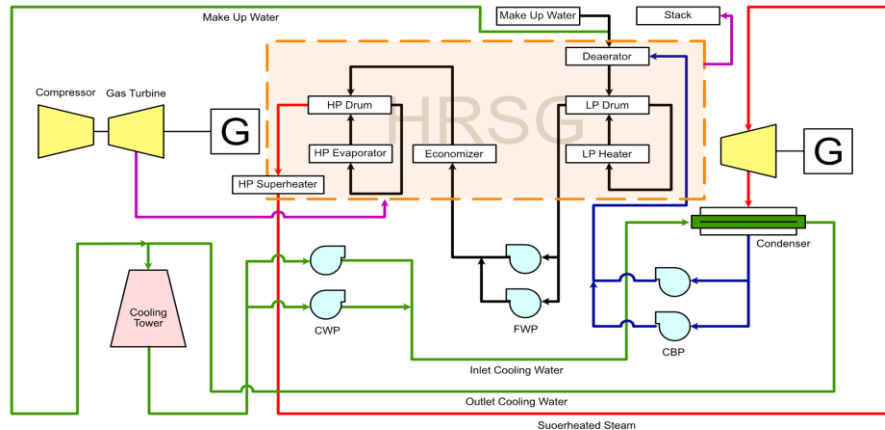 Make Up Water
Make Up Water
Stack
Deaerator
Compressor
Gas Turbine
G
HRSG
HP Drum
LP Drum
G
HP Evaporator
Economizer
LP Heater
HP Superheater
Condenser
Cooling
Tower
CWP
FWP
CBP
Inlet Cooling Water
Outlet Cooling Water
Suoerheated Steam